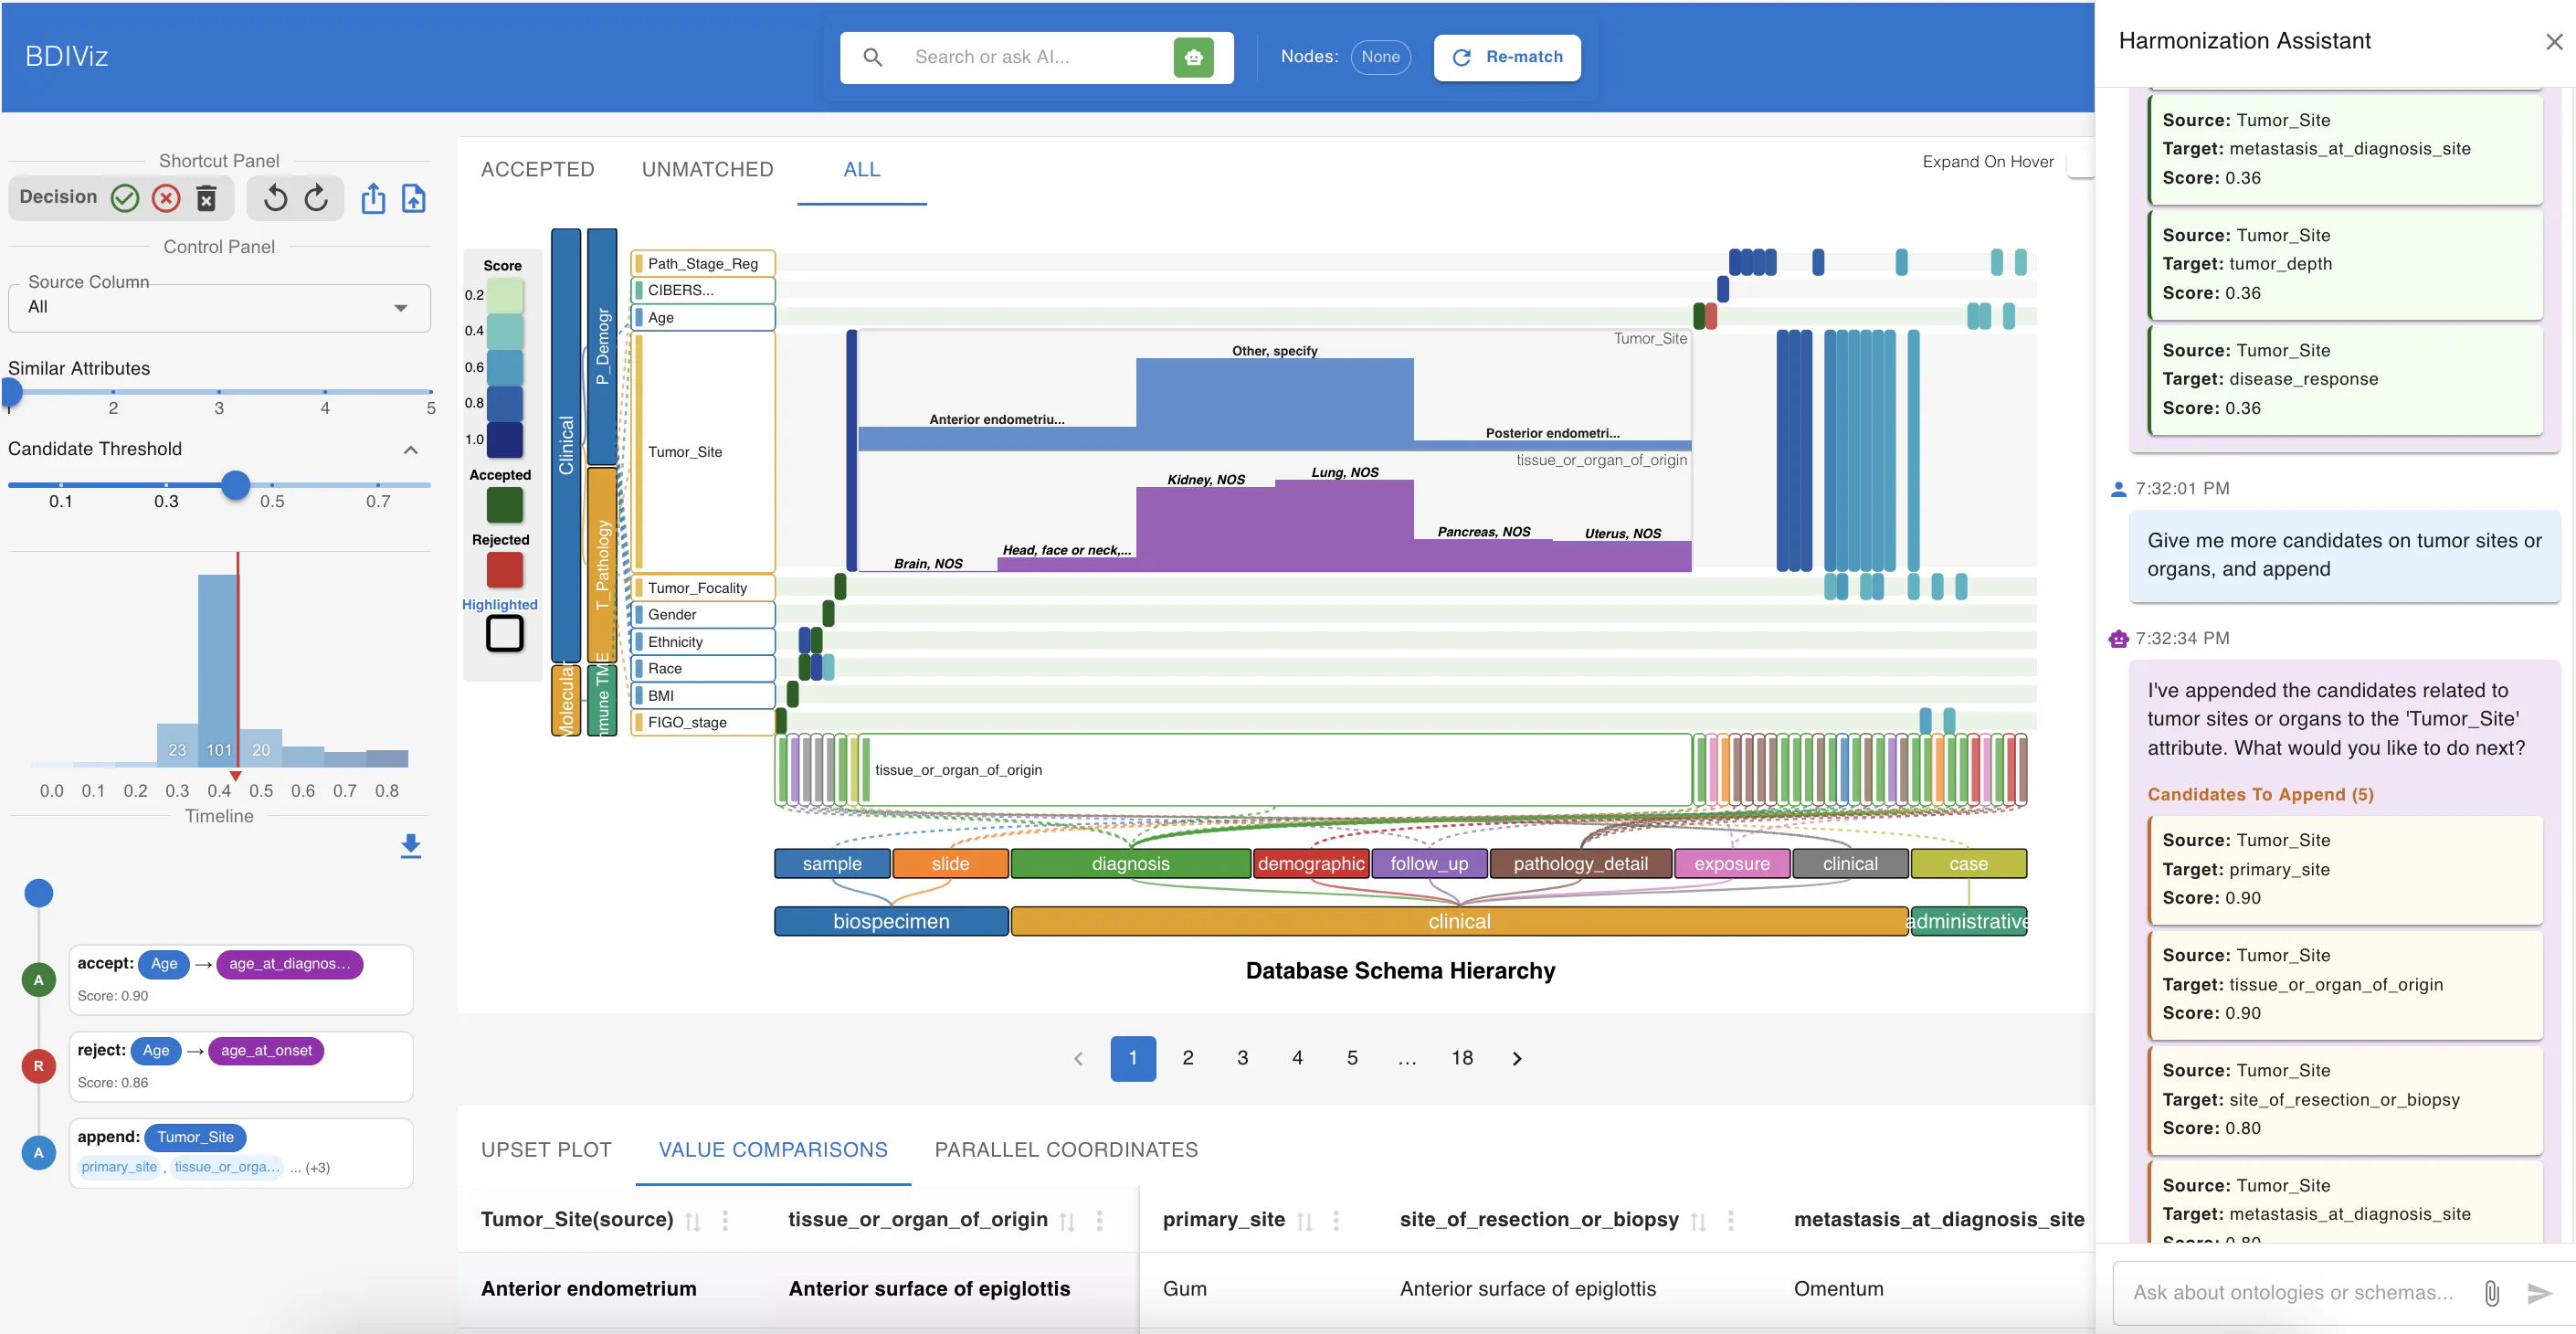 BDIViz
Search or ask AI...
Nodes: None
Re-match
Harmonization Assistant
Shortcut Panel
Decision
Control Panel
Source Column
All
Similar Attributes
1 2 3 4 5
Candidate Threshold
0.1 0.3 0.5 0.7
23 101 20
0.0 0.1 0.2 0.3 0.4 0.5 0.6 0.7 0.8
Timeline
A
accept: Age → age_at_diagnos...
Score: 0.90
R
reject: Age → age_at_onset
Score: 0.86
A
append: Tumor_Site
primary_site , tissue_or_orga... ... (+3)
ACCEPTED UNMATCHED ALL
Expand On Hover
Score
0.2
0.4
0.6
0.8
1.0
Accepted
Rejected
Highlighted
Clinical
P_Demogr
T_Pathology
Path_Stage_Reg
CIBERS...
Age
Tumor_Site
Tumor_Focality
Gender
Ethnicity
Race
BMI
FIGO_stage
Tumor_Site
Other, specify
Anterior endometriu...
Posterior endometri...
tissue_or_organ_of_origin
Kidney, NOS
Lung, NOS
Pancreas, NOS
Uterus, NOS
Head, face or neck,...
Brain, NOS
tissue_or_organ_of_origin
sample slide diagnosis demographic follow_up pathology_detail exposure clinical case
biospecimen clinical administrative
Database Schema Hierarchy
1 2 3 4 5 ... 18
UPSET PLOT VALUE COMPARISONS PARALLEL COORDINATES
Tumor_Site(source) tissue_or_organ_of_origin primary_site site_of_resection_or_biopsy metastasis_at_diagnosis_site
Anterior endometrium Anterior surface of epiglottis Gum Anterior surface of epiglottis Omentum
Source: Tumor_Site
Target: metastasis_at_diagnosis_site
Score: 0.36
Source: Tumor_Site
Target: tumor_depth
Score: 0.36
Source: Tumor_Site
Target: disease_response
Score: 0.36
7:32:01 PM
Give me more candidates on tumor sites or
organs, and append
7:32:34 PM
I've appended the candidates related to
tumor sites or organs to the 'Tumor_Site'
attribute. What would you like to do next?
Candidates To Append (5)
Source: Tumor_Site
Target: primary_site
Score: 0.90
Source: Tumor_Site
Target: tissue_or_organ_of_origin
Score: 0.90
Source: Tumor_Site
Target: site_of_resection_or_biopsy
Score: 0.80
Source: Tumor_Site
Target: metastasis_at_diagnosis_site
Score: 0.80
Ask about ontologies or schemas...